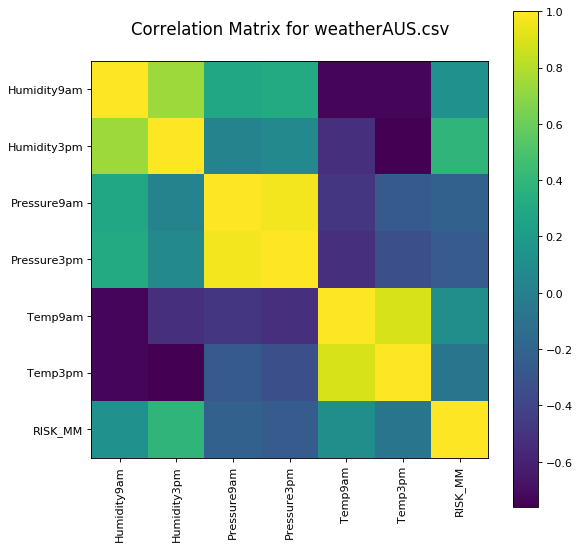 Correlation Matrix for weatherAUS.csv
Humidity9am
Humidity3pm
Pressure9am
Pressure3pm
Temp9am
Temp3pm
RISK_MM
Humidity9am
Humidity3pm
Pressure9am
Pressure3pm
Temp9am
Temp3pm
RISK_MM
1.0
0.8
0.6
0.4
0.2
0.0
−0.2
−0.4
−0.6